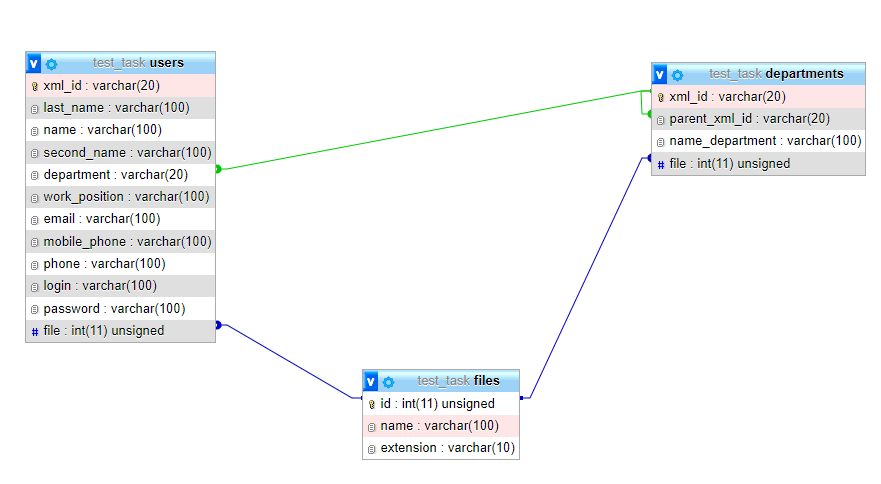 v test_task users
xml_id : varchar(20)
last_name : varchar(100)
name : varchar(100)
second_name : varchar(100)
department : varchar(20)
work_position : varchar(100)
email : varchar(100)
mobile_phone : varchar(100)
phone : varchar(100)
login : varchar(100)
password : varchar(100)
# file : int(11) unsigned
v test_task departments
xml_id : varchar(20)
parent_xml_id : varchar(20)
name_department : varchar(100)
# file : int(11) unsigned
v test_task files
id : int(11) unsigned
name : varchar(100)
extension : varchar(10)